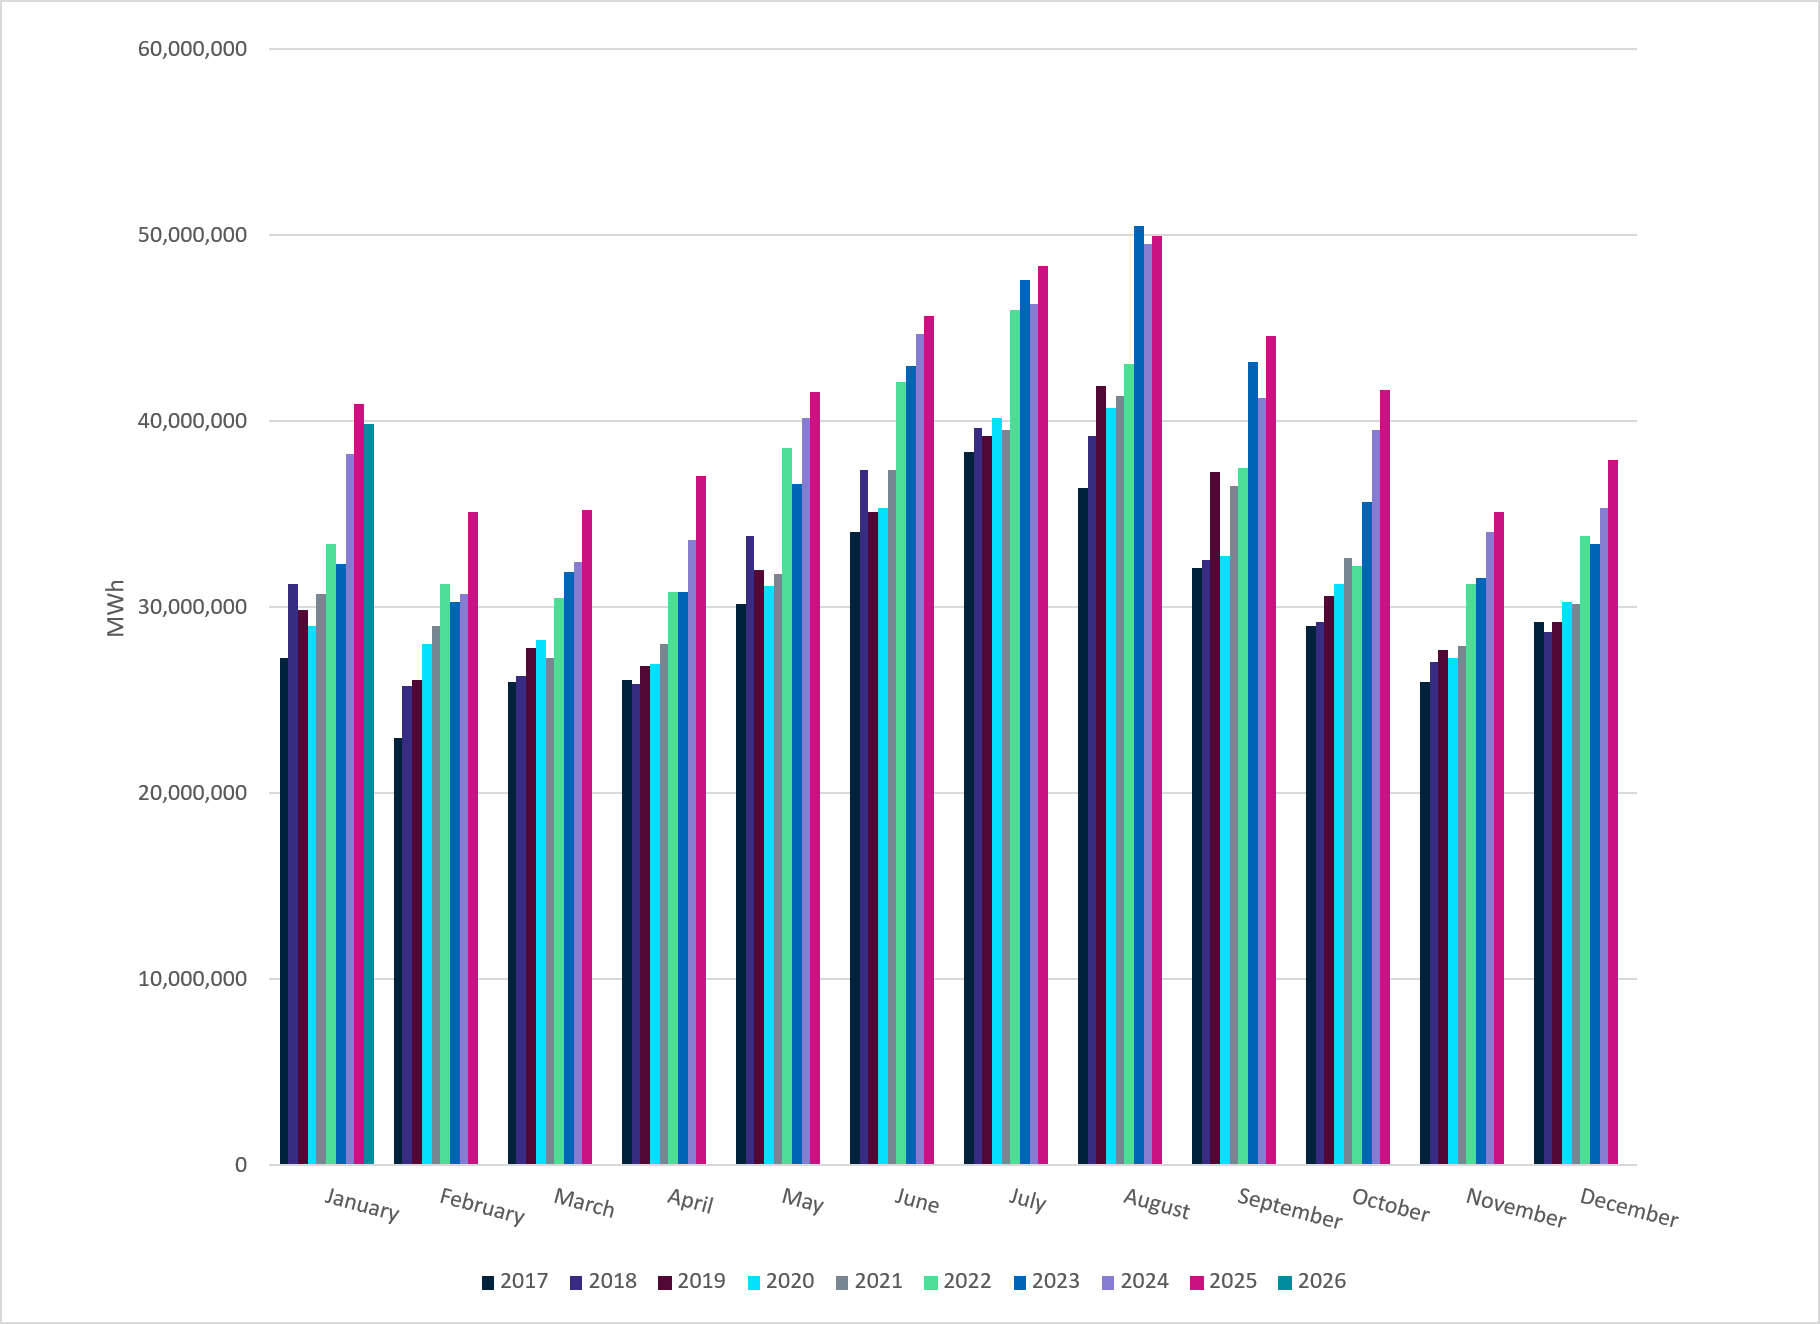 60,000,000
50,000,000
40,000,000
30,000,000
20,000,000
10,000,000
0
MWh
January February March April May June July August September October November December
2017 2018 2019 2020 2021 2022 2023 2024 2025 2026